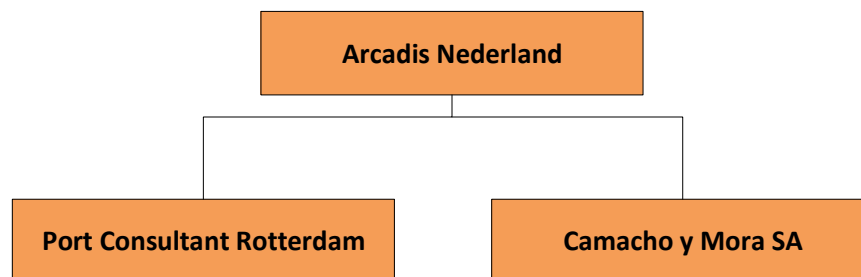 Arcadis Nederland
Port Consultant Rotterdam
Camacho y Mora SA